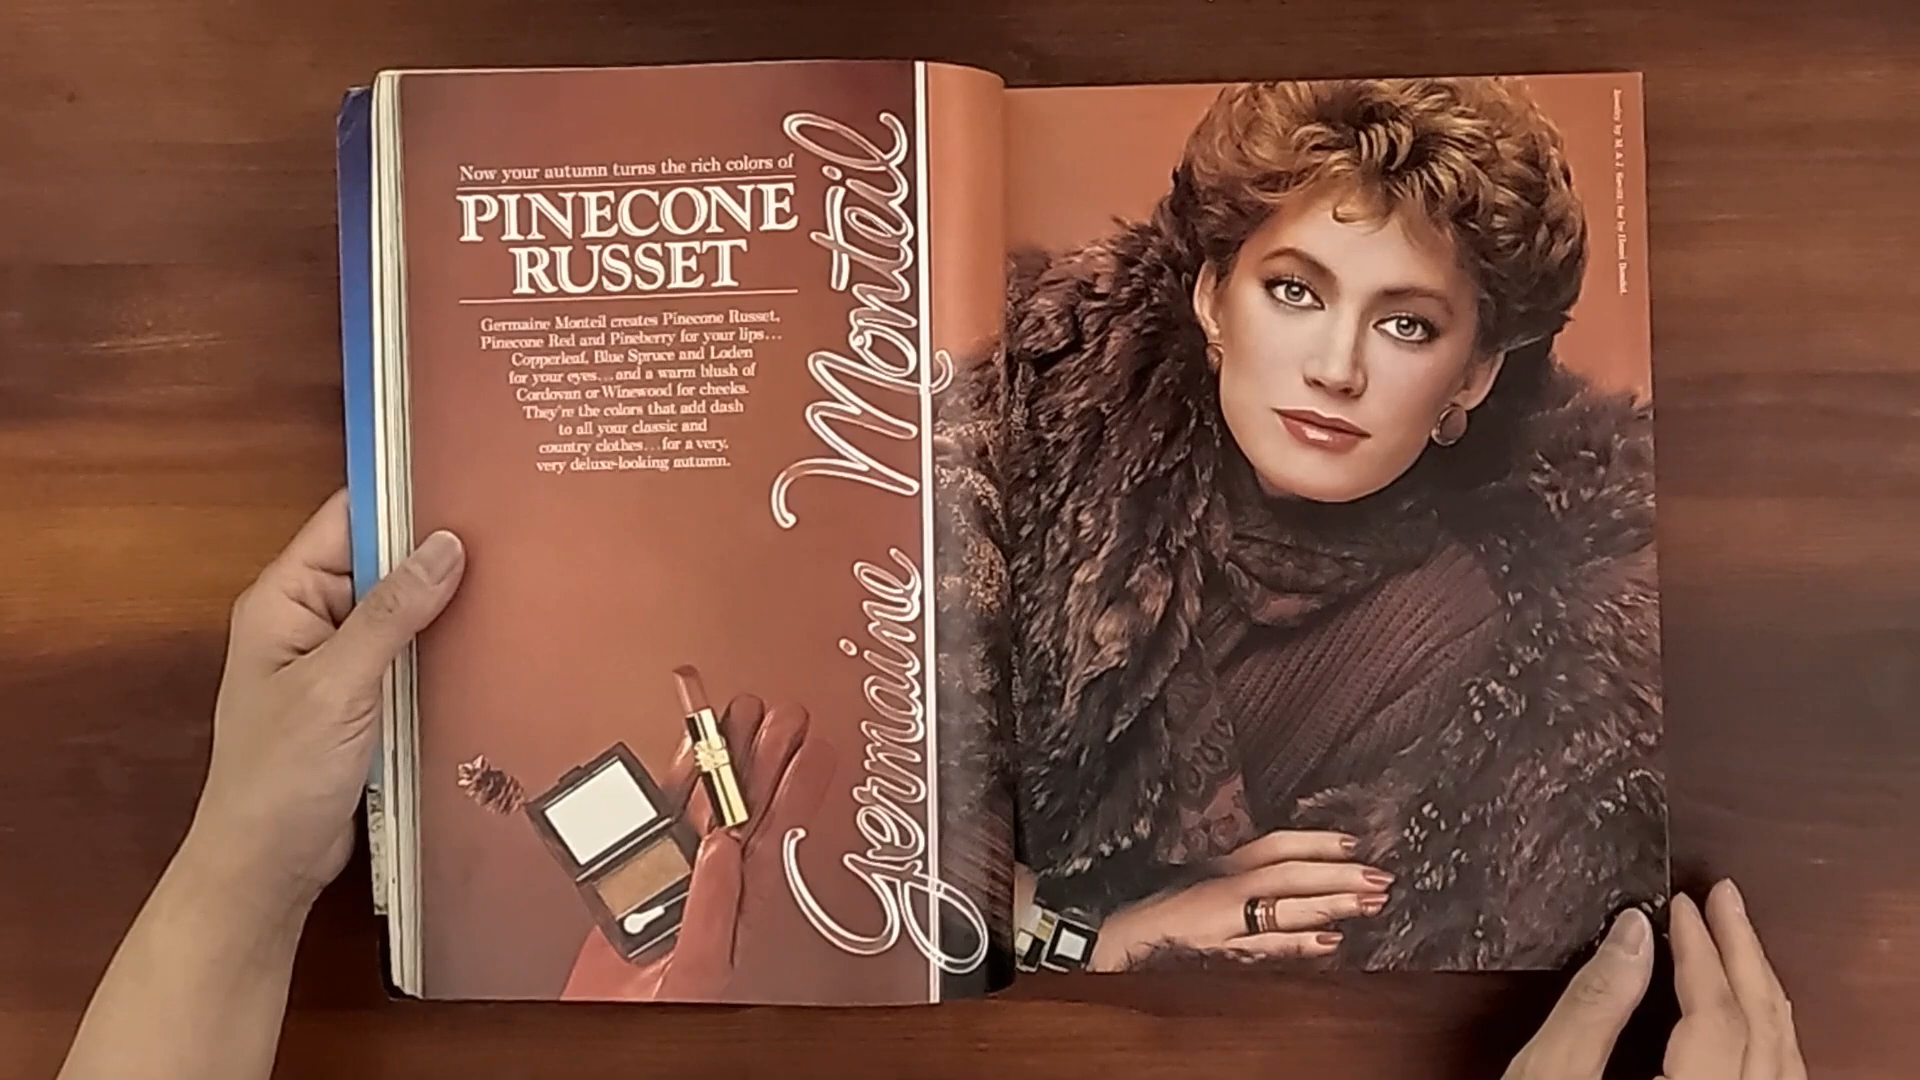 Now your autumn turns the rich colors of
PINECONE
RUSSET
Germaine Monteil creates Pinecone Russet,
Pinecone Red and Pineberry for your lips...
Copperleaf, Blue Spruce and Loden
for your eyes...and a warm blush of
Cordovan or Winewood for cheeks.
They're the colors that add dash
to all your classic and
country clothes...for a very,
very deluxe-looking autumn.
Germaine Monteil
Jewelry by M & J